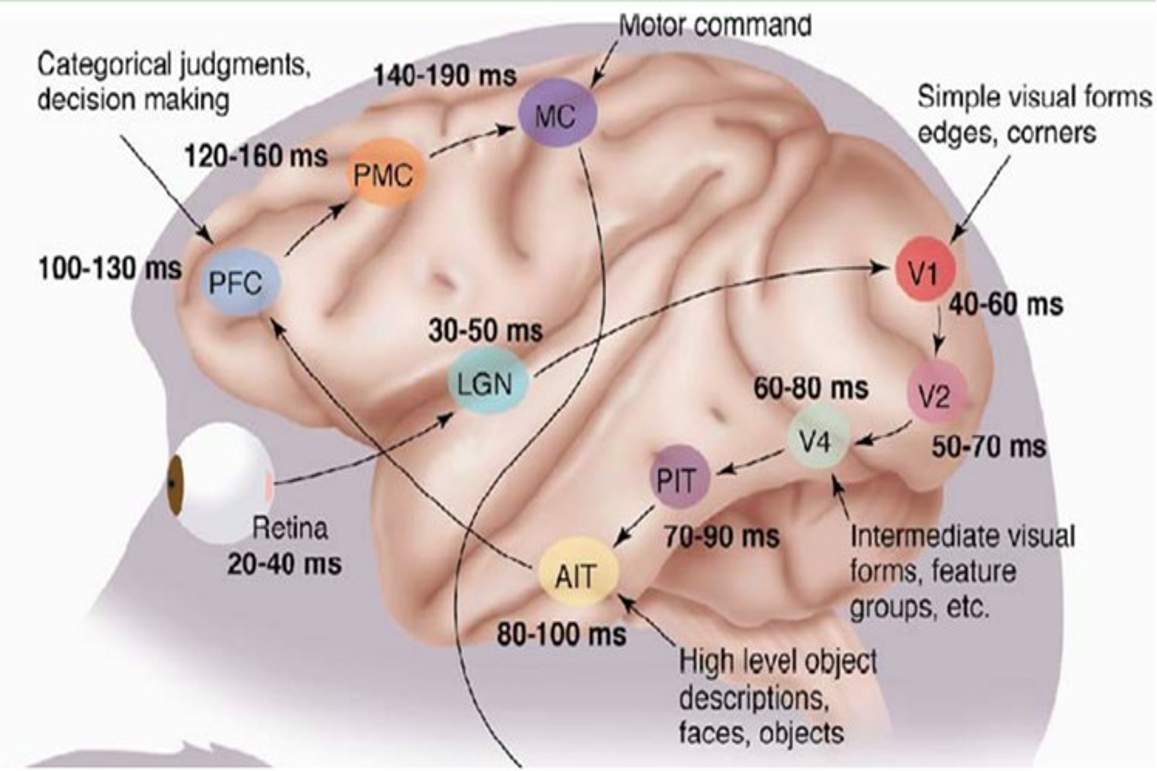 Motor command
Categorical judgments,
decision making
140-190 ms
MC
Simple visual forms
edges, corners
120-160 ms
PMC
100-130 ms
PFC
V1
40-60 ms
30-50 ms
LGN
60-80 ms
V2
V4
50-70 ms
PIT
Retina
20-40 ms
70-90 ms
Intermediate visual
forms, feature
groups, etc.
AIT
80-100 ms
High level object
descriptions,
faces, objects